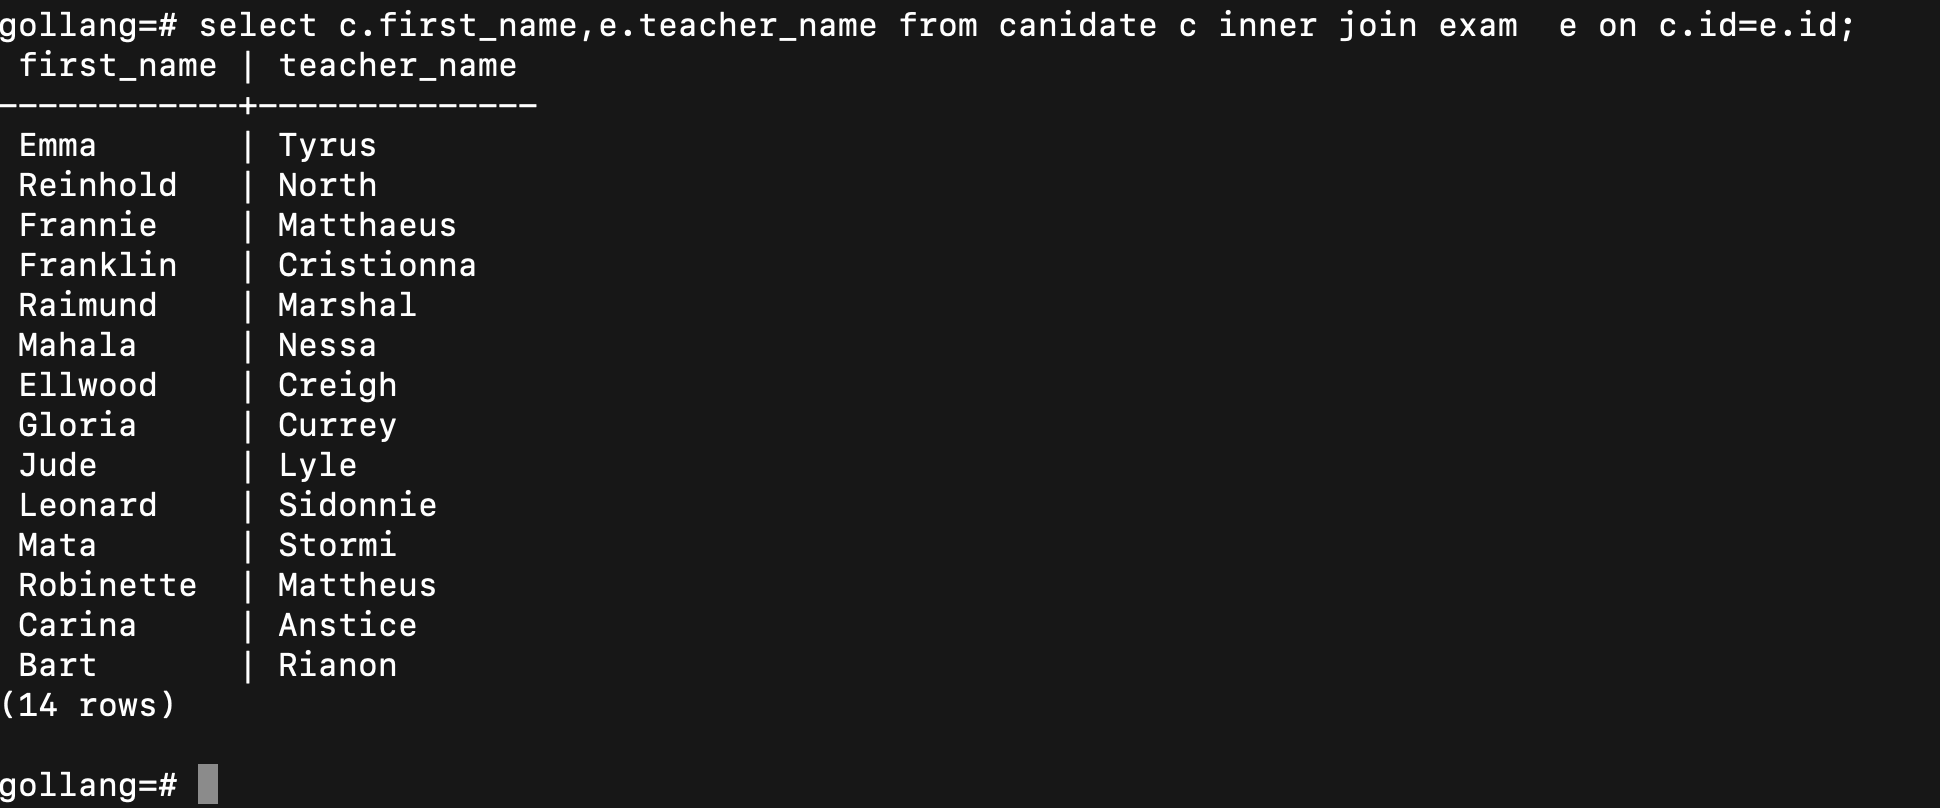 gollang=# select c.first_name,e.teacher_name from canidate c inner join exam  e on c.id=e.id;
 first_name | teacher_name
------------+--------------
 Emma       | Tyrus
 Reinhold   | North
 Frannie    | Matthaeus
 Franklin   | Cristionna
 Raimund    | Marshal
 Mahala     | Nessa
 Ellwood    | Creigh
 Gloria     | Currey
 Jude       | Lyle
 Leonard    | Sidonnie
 Mata       | Stormi
 Robinette  | Mattheus
 Carina     | Anstice
 Bart       | Rianon
(14 rows)
gollang=#